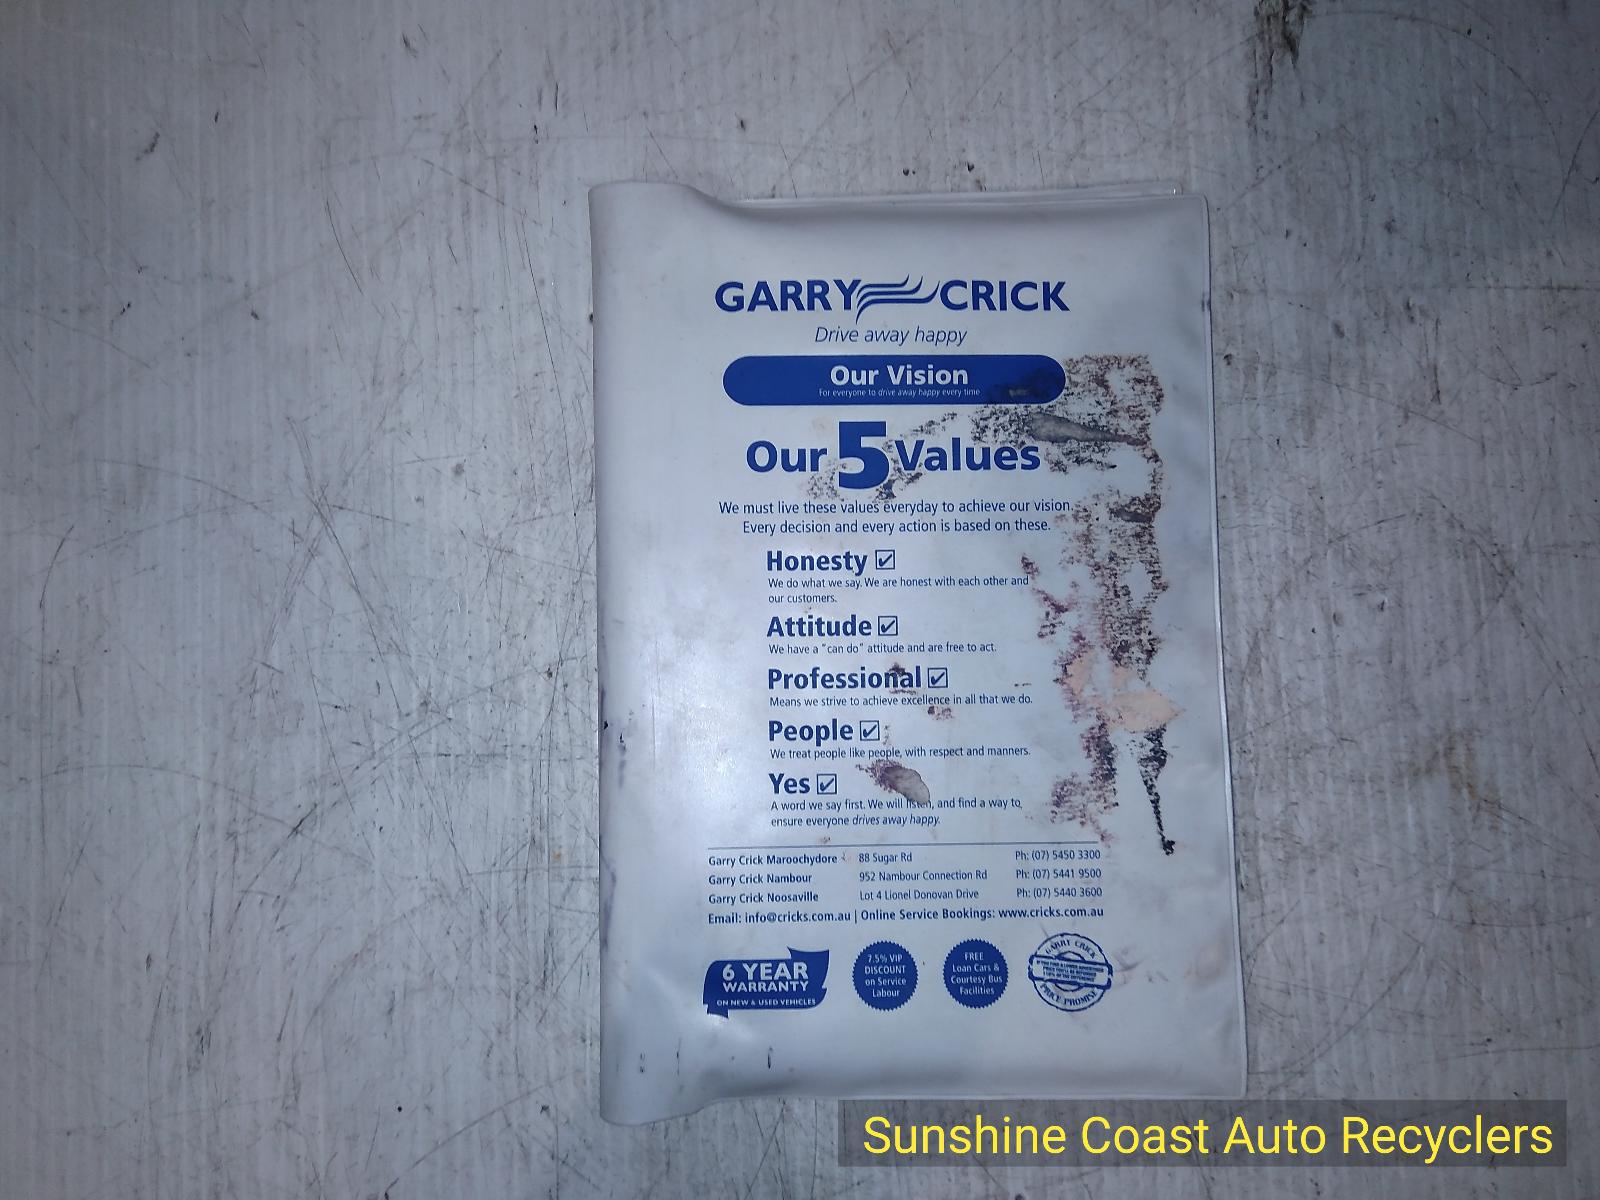 GARRY CRICK
Drive away happy
Our Vision
For everyone to drive away happy every time
Our 5 Values
We must live these values everyday to achieve our vision.
Every decision and every action is based on these.
Honesty
We do what we say. We are honest with each other and
our customers.
Attitude
We have a "can do" attitude and are free to act.
Professional
Means we strive to achieve excellence in all that we do.
People
We treat people like people, with respect and manners.
Yes
A word we say first. We will listen, and find a way to
ensure everyone drives away happy.
Garry Crick Maroochydore 88 Sugar Rd Ph: (07) 5450 3300
Garry Crick Nambour 952 Nambour Connection Rd Ph: (07) 5441 9500
Garry Crick Noosaville Lot 4 Lionel Donovan Drive Ph: (07) 5440 3600
Email: info@cricks.com.au | Online Service Bookings: www.cricks.com.au
6 YEAR
WARRANTY
ON NEW & USED VEHICLES
7.5% VIP
DISCOUNT
on Service
Labour
FREE
Loan Cars &
Courtesy Bus
Facilities
GARRY CRICK
PRICE PROMISE
Sunshine Coast Auto Recyclers